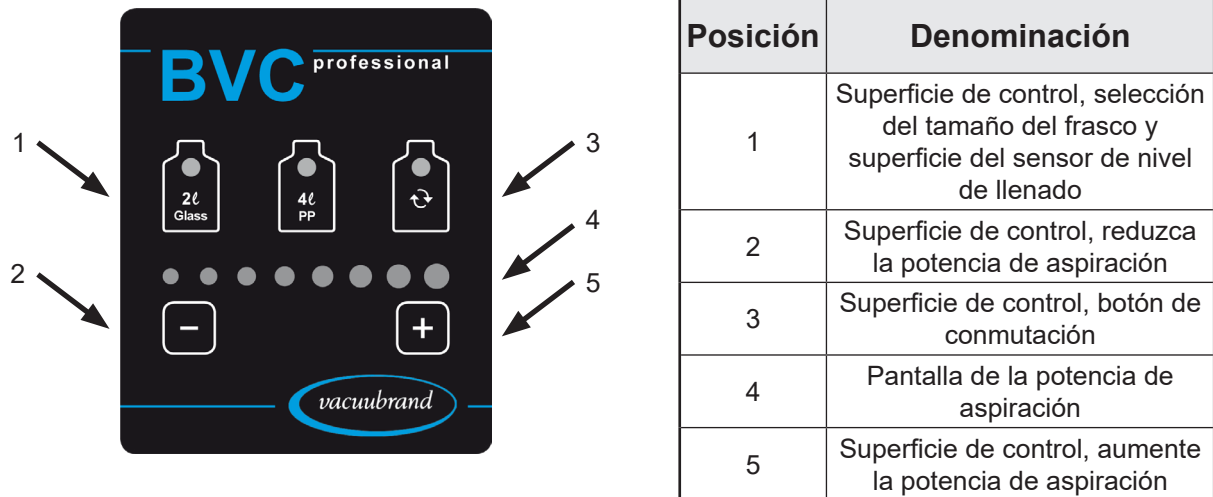 BVC professional
1
3
2ℓ
Glass
4ℓ
PP
4
2
5
−
+
vacuubrand
Posición Denominación
1 Superficie de control, selección
del tamaño del frasco y
superficie del sensor de nivel
de llenado
2 Superficie de control, reduzca
la potencia de aspiración
3 Superficie de control, botón de
conmutación
4 Pantalla de la potencia de
aspiración
5 Superficie de control, aumente
la potencia de aspiración